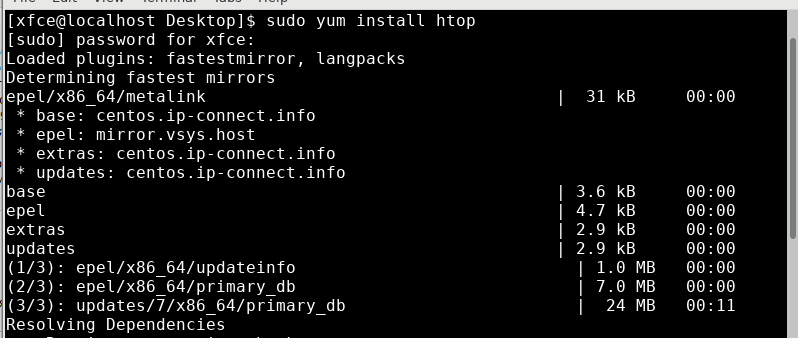 [xfce@localhost Desktop]$ sudo yum install htop
[sudo] password for xfce:
Loaded plugins: fastestmirror, langpacks
Determining fastest mirrors
epel/x86_64/metalink | 31 kB 00:00
* base: centos.ip-connect.info
* epel: mirror.vsys.host
* extras: centos.ip-connect.info
* updates: centos.ip-connect.info
base | 3.6 kB 00:00
epel | 4.7 kB 00:00
extras | 2.9 kB 00:00
updates | 2.9 kB 00:00
(1/3): epel/x86_64/updateinfo | 1.0 MB 00:00
(2/3): epel/x86_64/primary_db | 7.0 MB 00:00
(3/3): updates/7/x86_64/primary_db | 24 MB 00:11
Resolving Dependencies